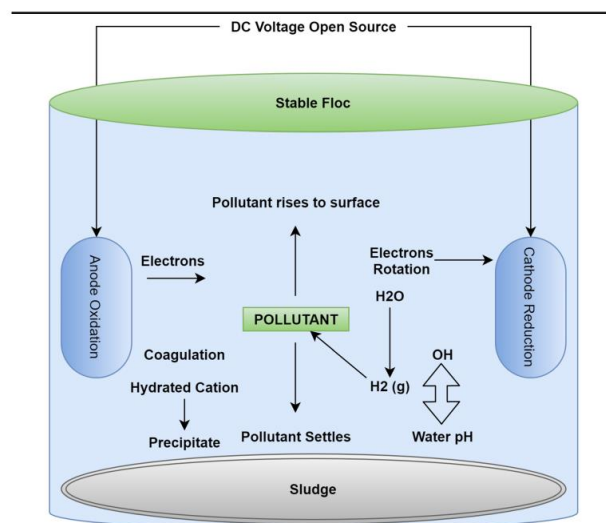 DC Voltage Open Source
Stable Floc
Pollutant rises to surface
Anode Oxidation
Electrons
Electrons
Rotation
Cathode Reduction
H2O
POLLUTANT
Coagulation
OH
Hydrated Cation
H2 (g)
Precipitate
Pollutant Settles
Water pH
Sludge